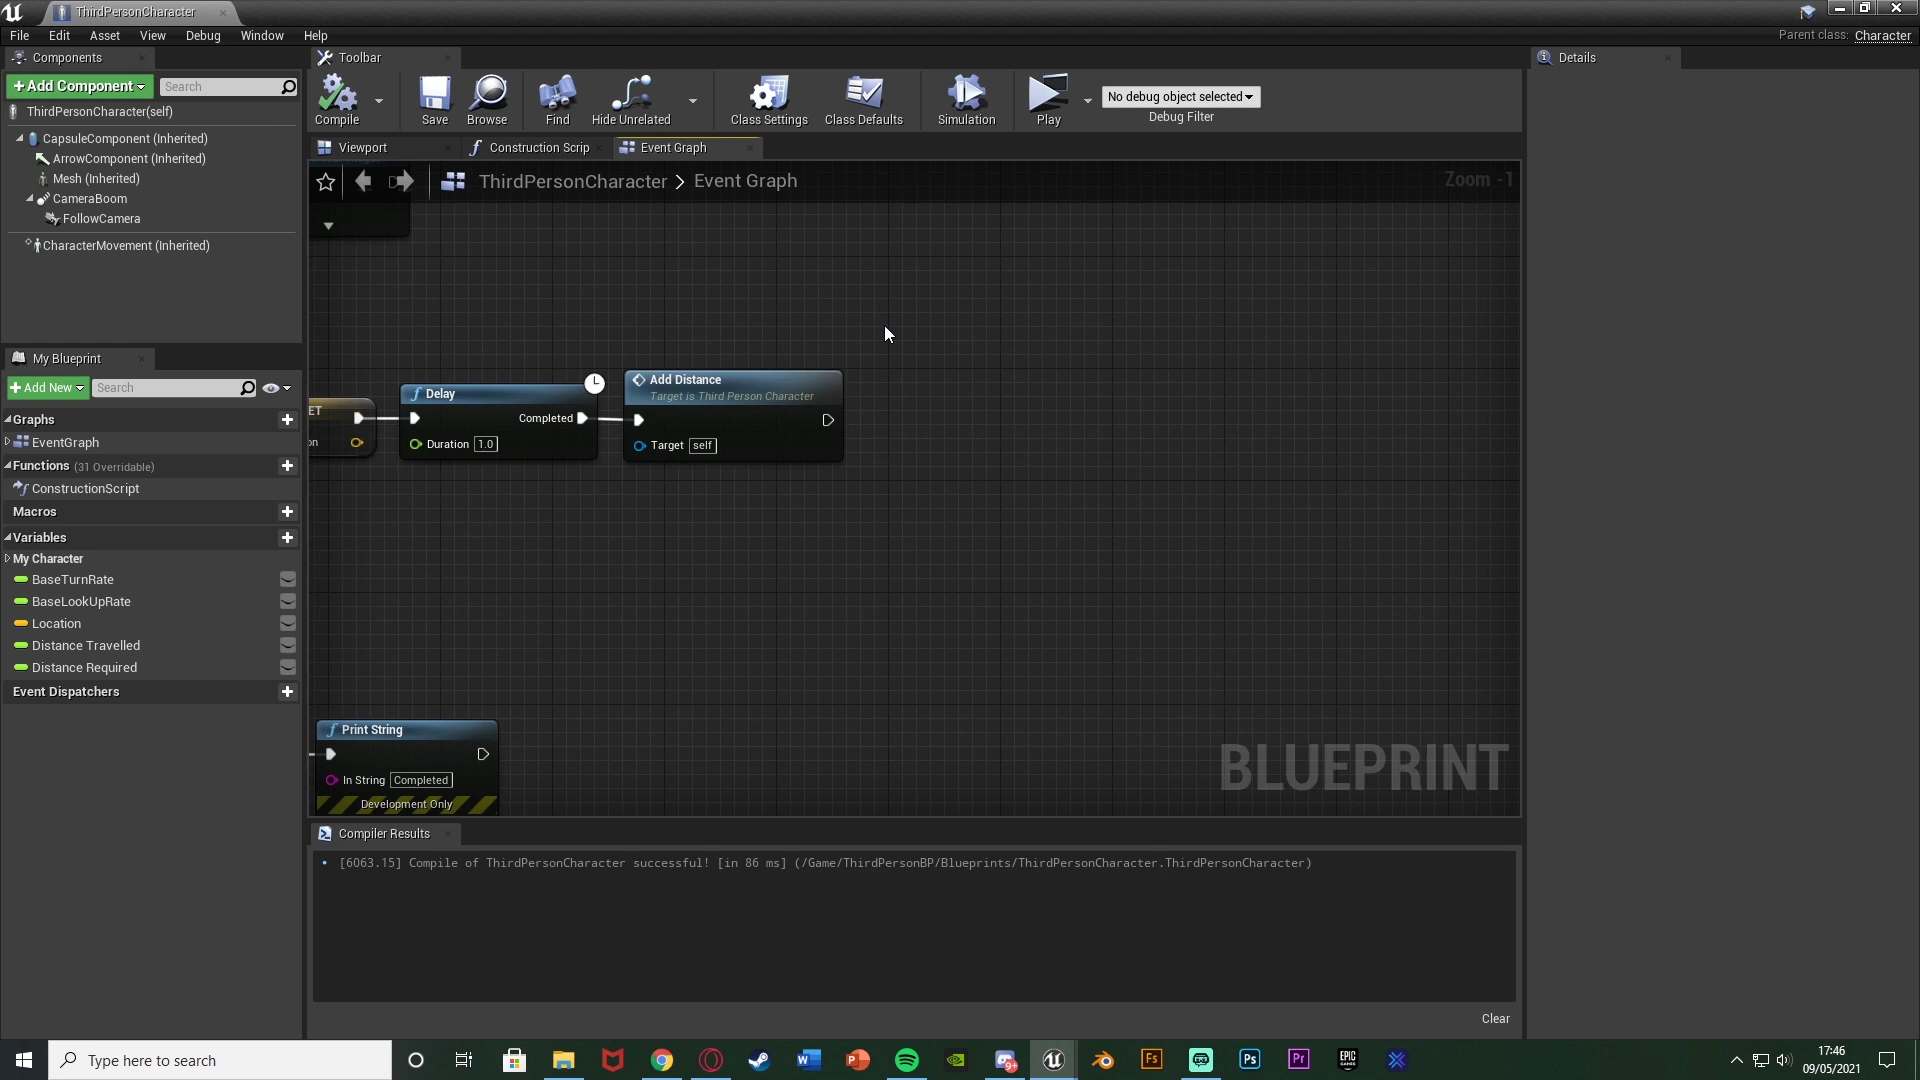 ThirdPersonCharacter
File Edit Asset View Debug Window Help
Parent class: Character
Components
Toolbar
Details
+ Add Component
Search
ThirdPersonCharacter(self)
CapsuleComponent (Inherited)
ArrowComponent (Inherited)
Mesh (Inherited)
CameraBoom
FollowCamera
CharacterMovement (Inherited)
Compile
Save
Browse
Find
Hide Unrelated
Class Settings
Class Defaults
Simulation
Play
No debug object selected
Debug Filter
Viewport
Construction Scrip
Event Graph
ThirdPersonCharacter > Event Graph
Zoom -1
My Blueprint
+ Add New
Search
Graphs
EventGraph
Functions (31 Overridable)
ConstructionScript
Macros
Variables
My Character
BaseTurnRate
BaseLookUpRate
Location
Distance Travelled
Distance Required
Event Dispatchers
ET
on
Delay
Completed
Duration 1.0
Add Distance
Target is Third Person Character
Target self
Print String
In String Completed
Development Only
BLUEPRINT
Compiler Results
[6063.15] Compile of ThirdPersonCharacter successful! [in 86 ms] (/Game/ThirdPersonBP/Blueprints/ThirdPersonCharacter.ThirdPersonCharacter)
Clear
Type here to search
17:46
09/05/2021